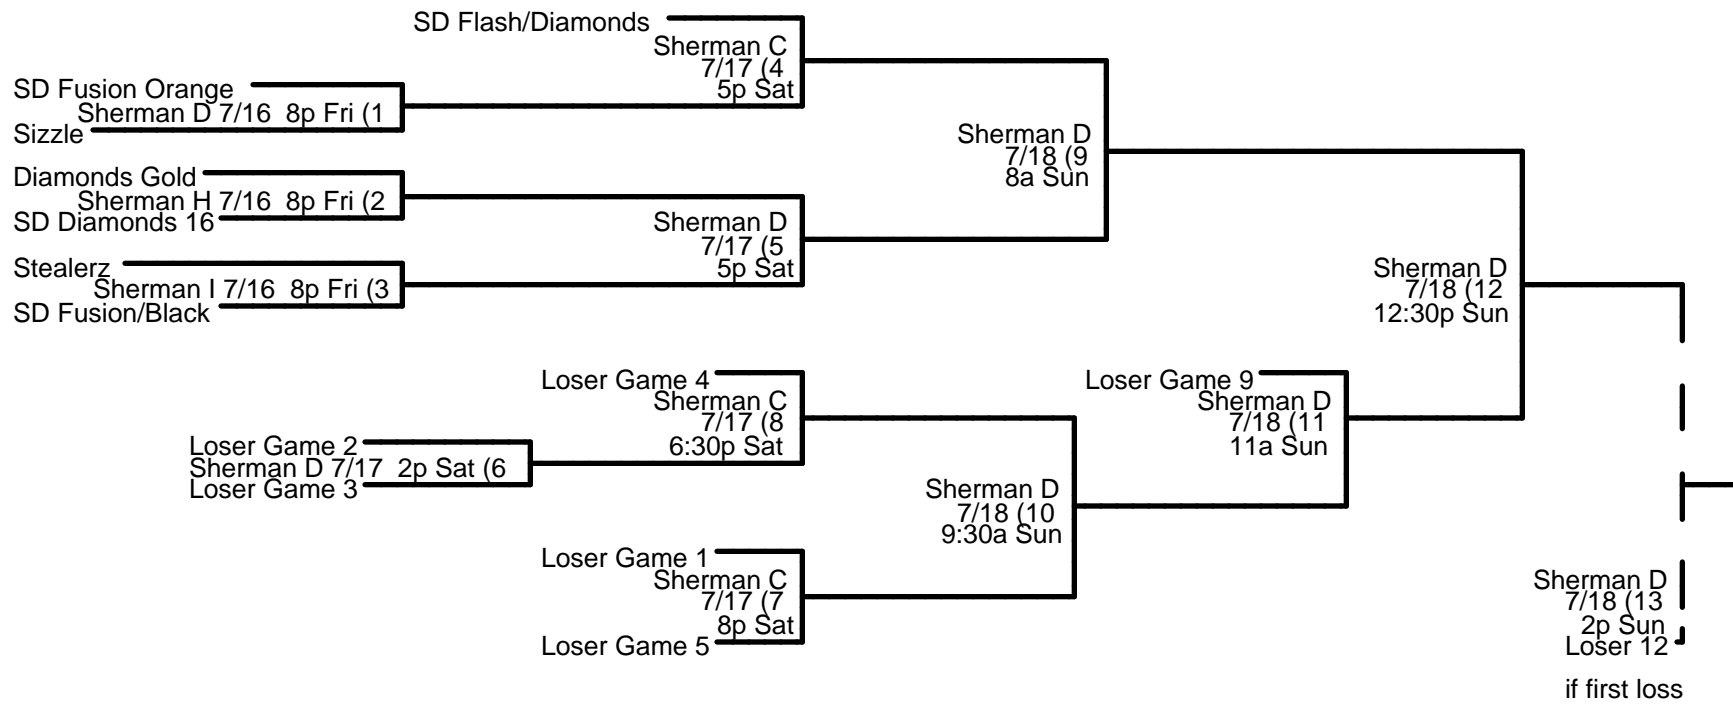 SD Flash/Diamonds
Sherman C
7/17 (4
5p Sat
SD Fusion Orange
Sherman D 7/16 8p Fri (1
Sizzle
Sherman D
7/18 (9
8a Sun
Diamonds Gold
Sherman H 7/16 8p Fri (2
SD Diamonds 16
Sherman D
7/17 (5
5p Sat
Stealerz
Sherman I 7/16 8p Fri (3
SD Fusion/Black
Sherman D
7/18 (12
12:30p Sun
Loser Game 4
Sherman C
7/17 (8
6:30p Sat
Loser Game 9
Sherman D
7/18 (11
11a Sun
Loser Game 2
Sherman D 7/17 2p Sat (6
Loser Game 3
Sherman D
7/18 (10
9:30a Sun
Loser Game 1
Sherman C
7/17 (7
8p Sat
Loser Game 5
Sherman D
7/18 (13
2p Sun
Loser 12
if first loss